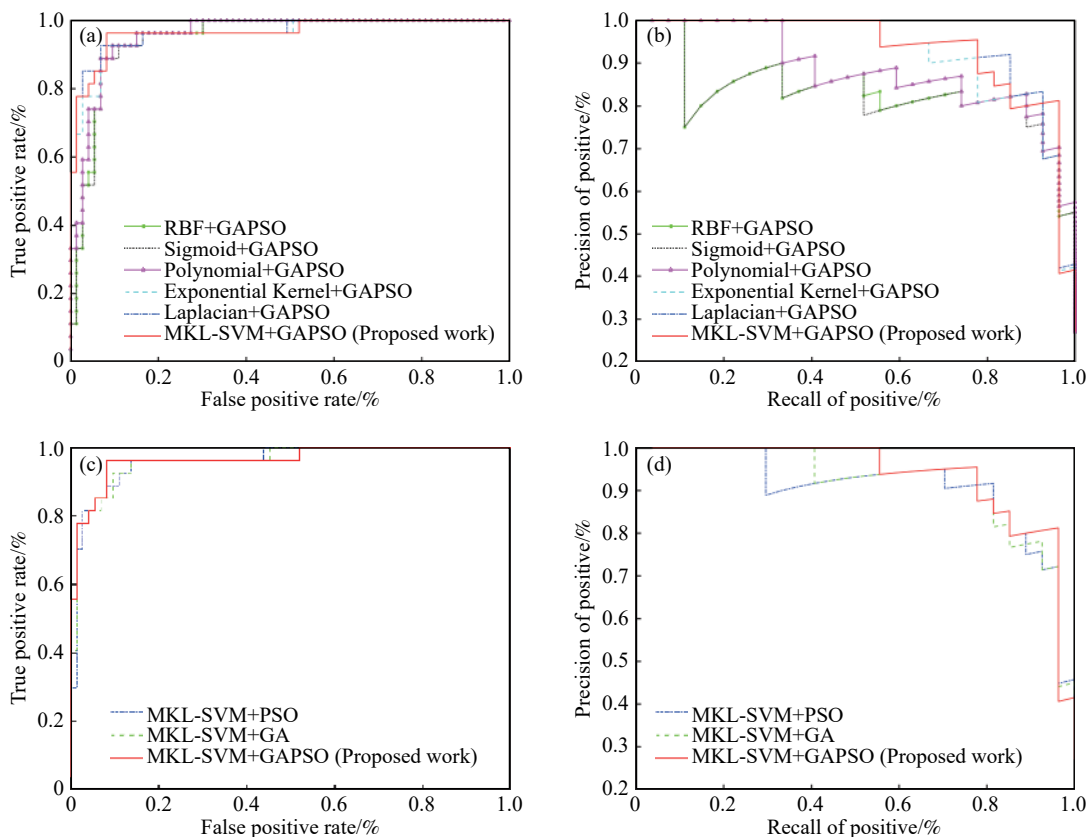 (a)
True positive rate/%
1.0
0.8
0.6
0.4
0.2
0
RBF+GAPSO
Sigmoid+GAPSO
Polynomial+GAPSO
Exponential Kernel+GAPSO
Laplacian+GAPSO
MKL-SVM+GAPSO (Proposed work)
0 0.2 0.4 0.6 0.8 1.0
False positive rate/%
(b)
Precision of positive/%
1.0
0.9
0.8
0.7
0.6
0.5
0.4
0.3
0.2
RBF+GAPSO
Sigmoid+GAPSO
Polynomial+GAPSO
Exponential Kernel+GAPSO
Laplacian+GAPSO
MKL-SVM+GAPSO (Proposed work)
0 0.2 0.4 0.6 0.8 1.0
Recall of positive/%
(c)
True positive rate/%
1.0
0.8
0.6
0.4
0.2
0
MKL-SVM+PSO
MKL-SVM+GA
MKL-SVM+GAPSO (Proposed work)
0 0.2 0.4 0.6 0.8 1.0
False positive rate/%
(d)
Precision of positive/%
1.0
0.9
0.8
0.7
0.6
0.5
0.4
0.3
0.2
MKL-SVM+PSO
MKL-SVM+GA
MKL-SVM+GAPSO (Proposed work)
0 0.2 0.4 0.6 0.8 1.0
Recall of positive/%